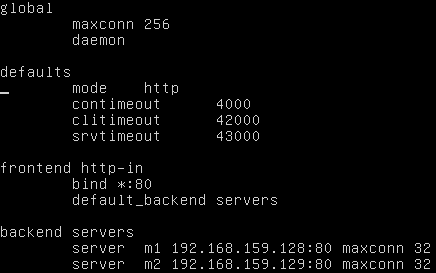 global
maxconn 256
daemon
defaults
mode http
contimeout 4000
clitimeout 42000
srvtimeout 43000
frontend http-in
bind *:80
default_backend servers
backend servers
server m1 192.168.159.128:80 maxconn 32
server m2 192.168.159.129:80 maxconn 32